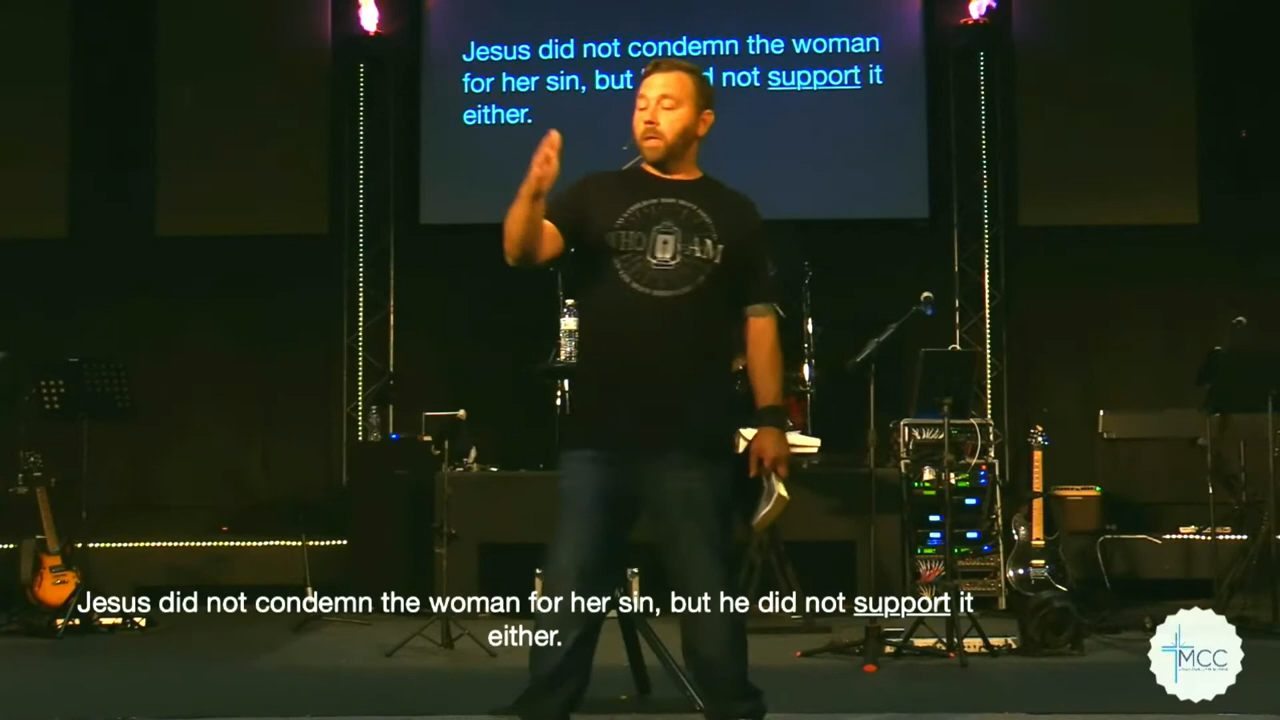 Jesus did not condemn the woman
for her sin, but d not support it
either.
AM
Jesus did not condemn the woman for her sin, but he did not support it
either.
MCC